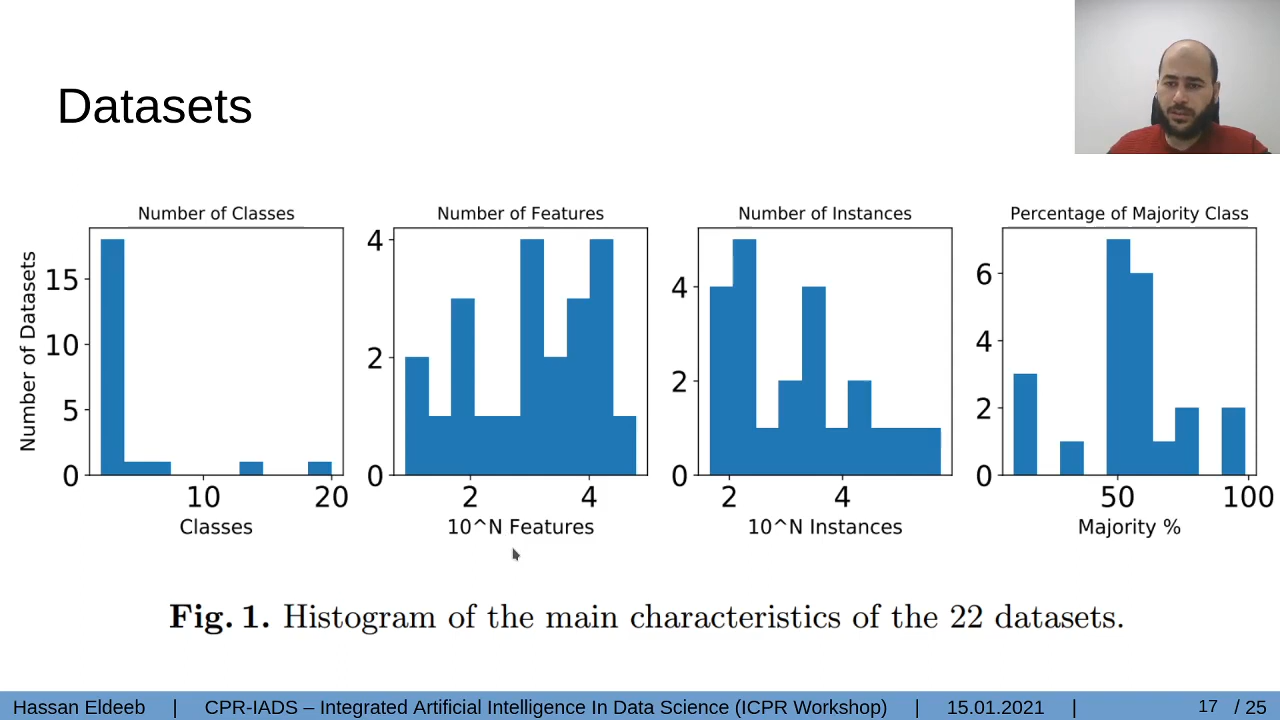 Datasets
Number of Classes
Number of Features
Number of Instances
Percentage of Majority Class
Number of Datasets
15
10
5
0
10
20
Classes
4
2
0
2
4
10^N Features
4
2
0
2
4
10^N Instances
6
4
2
0
50
100
Majority %
Fig. 1. Histogram of the main characteristics of the 22 datasets.
Hassan Eldeeb | CPR-IADS – Integrated Artificial Intelligence In Data Science (ICPR Workshop) | 15.01.2021 | 17 / 25